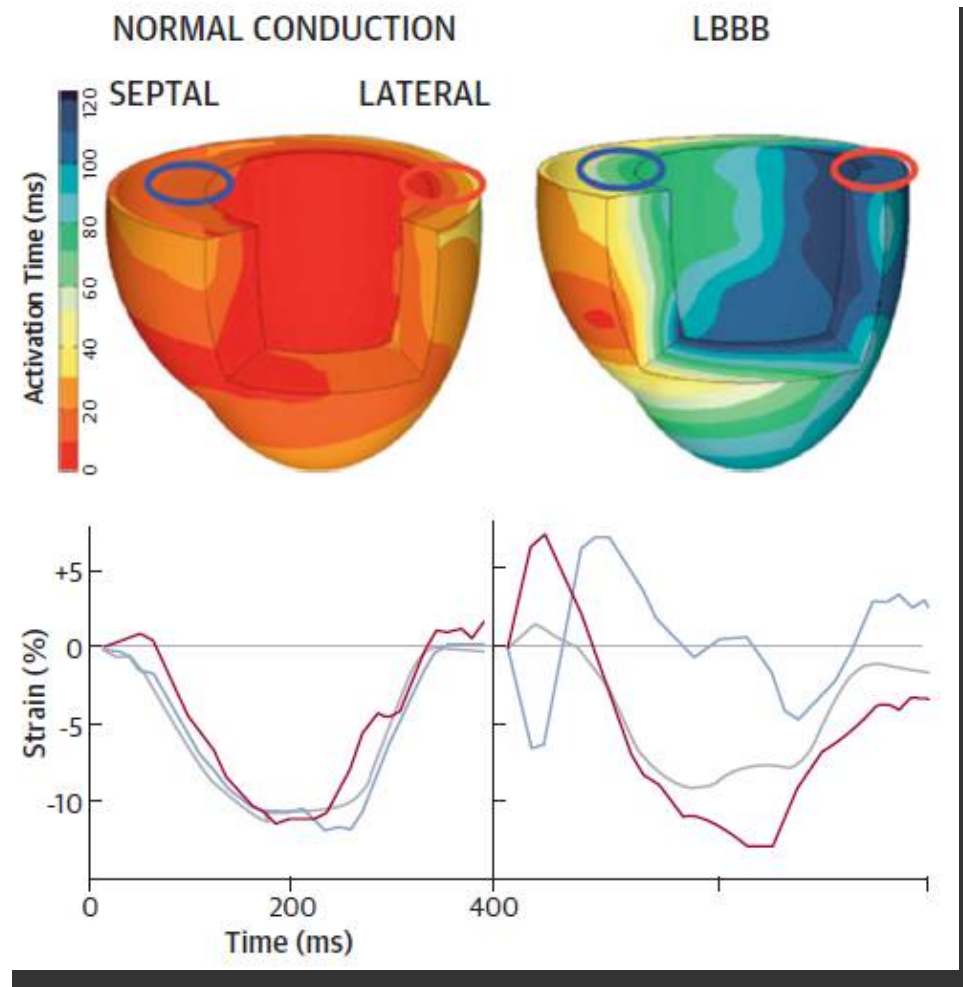 NORMAL CONDUCTION LBBB
SEPTAL LATERAL
Activation Time (ms)
120
100
80
60
40
20
0
Strain (%)
+5
0
-5
-10
0 200 400
Time (ms)